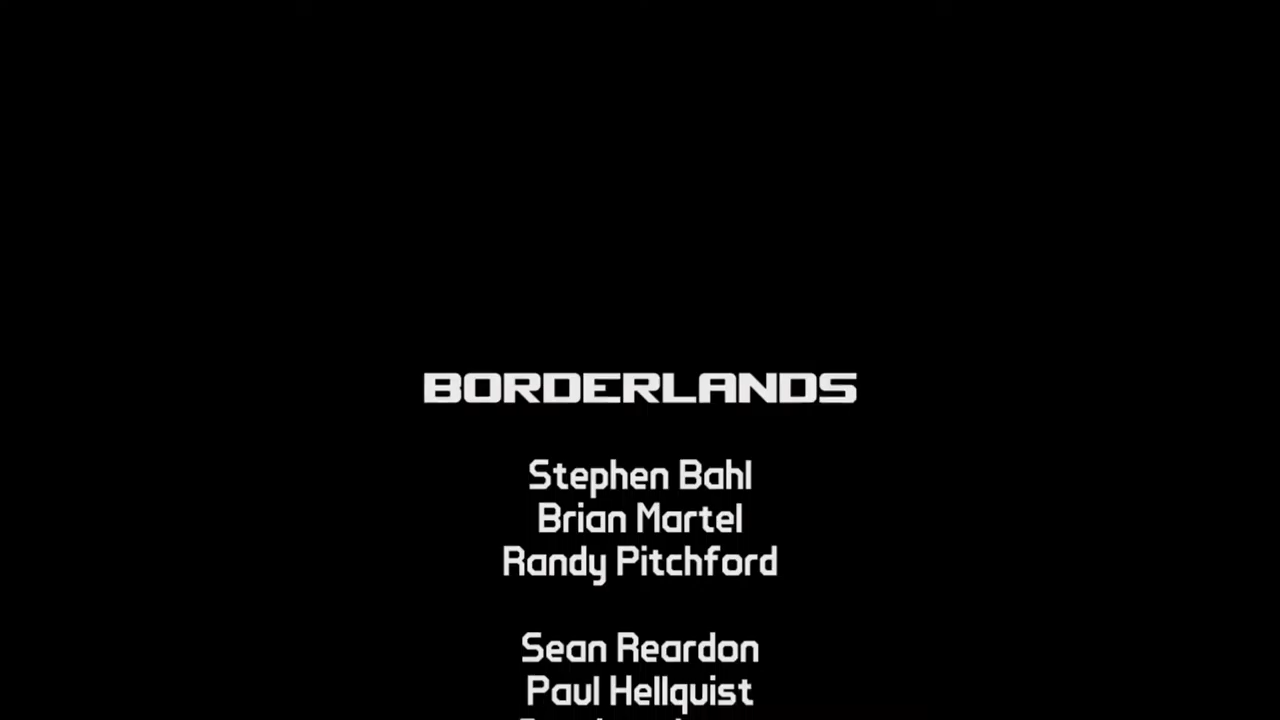 BORDERLANDS
Stephen Bahl
Brian Martel
Randy Pitchford
Sean Reardon
Paul Hellquist